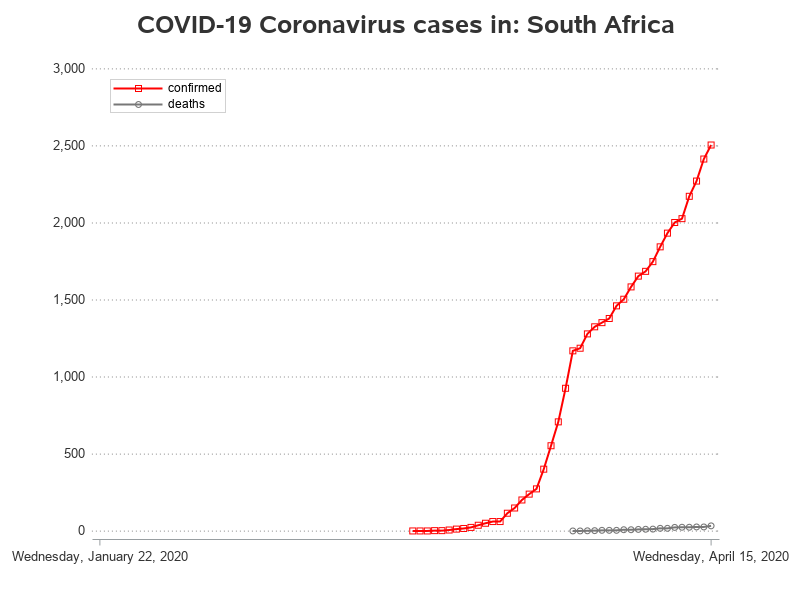 COVID-19 Coronavirus cases in: South Africa
3,000
confirmed
deaths
2,500
2,000
1,500
1,000
500
0
Wednesday, January 22, 2020 Wednesday, April 15, 2020